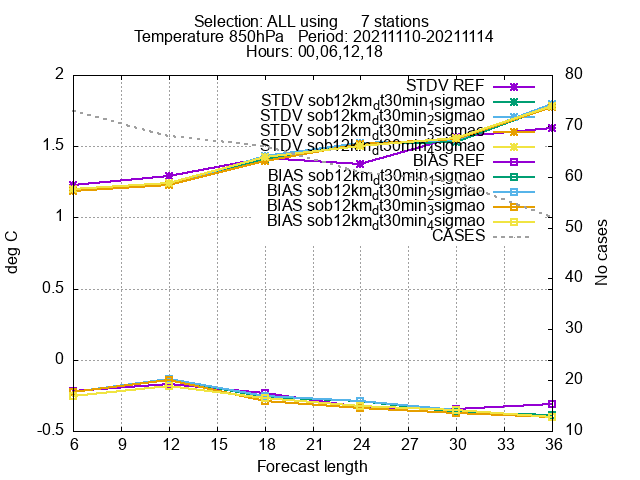 Selection: ALL using 7 stations
Temperature 850hPa Period: 20211110-20211114
Hours: 00,06,12,18
2
1.5
1
0.5
0
-0.5
80
70
60
50
40
30
20
10
deg C
No cases
STDV REF
STDV sob12km_dt30min_1sigmao
STDV sob12km_dt30min_2sigmao
STDV sob12km_dt30min_3sigmao
STDV sob12km_dt30min_4sigmao
BIAS REF
BIAS sob12km_dt30min_1sigmao
BIAS sob12km_dt30min_2sigmao
BIAS sob12km_dt30min_3sigmao
BIAS sob12km_dt30min_4sigmao
CASES
6 9 12 15 18 21 24 27 30 33 36
Forecast length